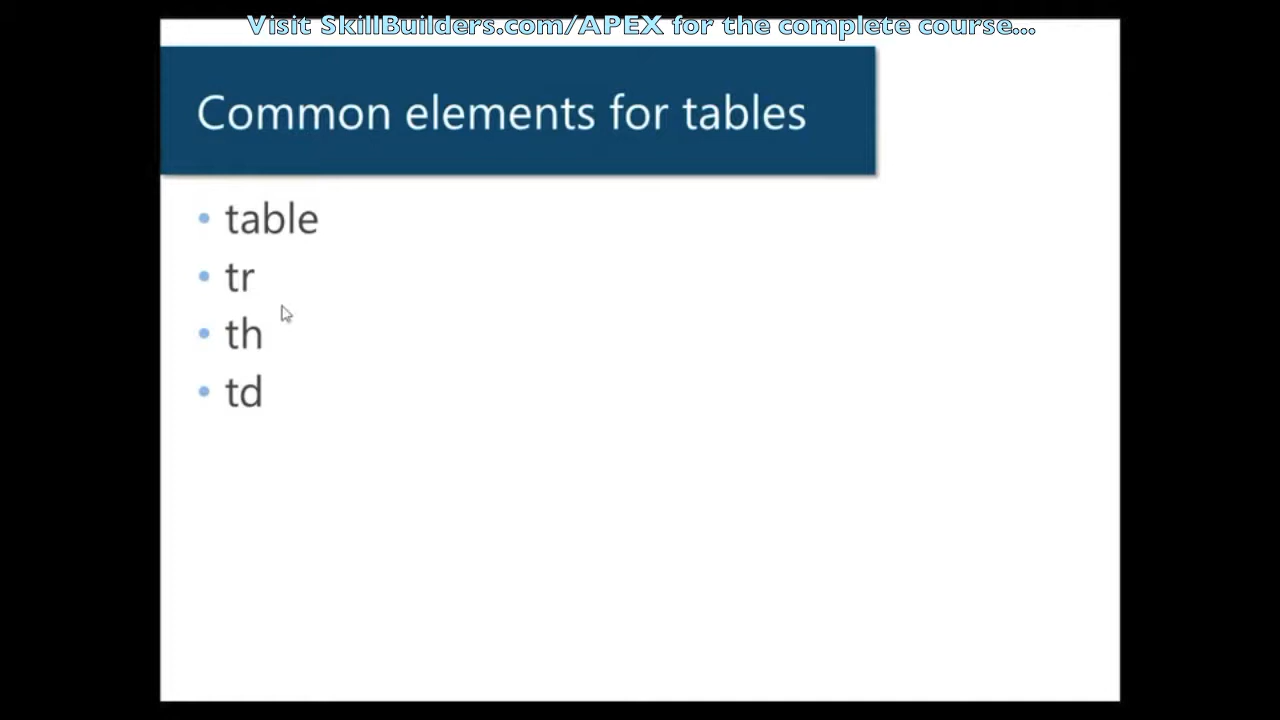 Visit SkillBuilders.com/APEX for the complete course...
Common elements for tables
• table
• tr
• th
• td